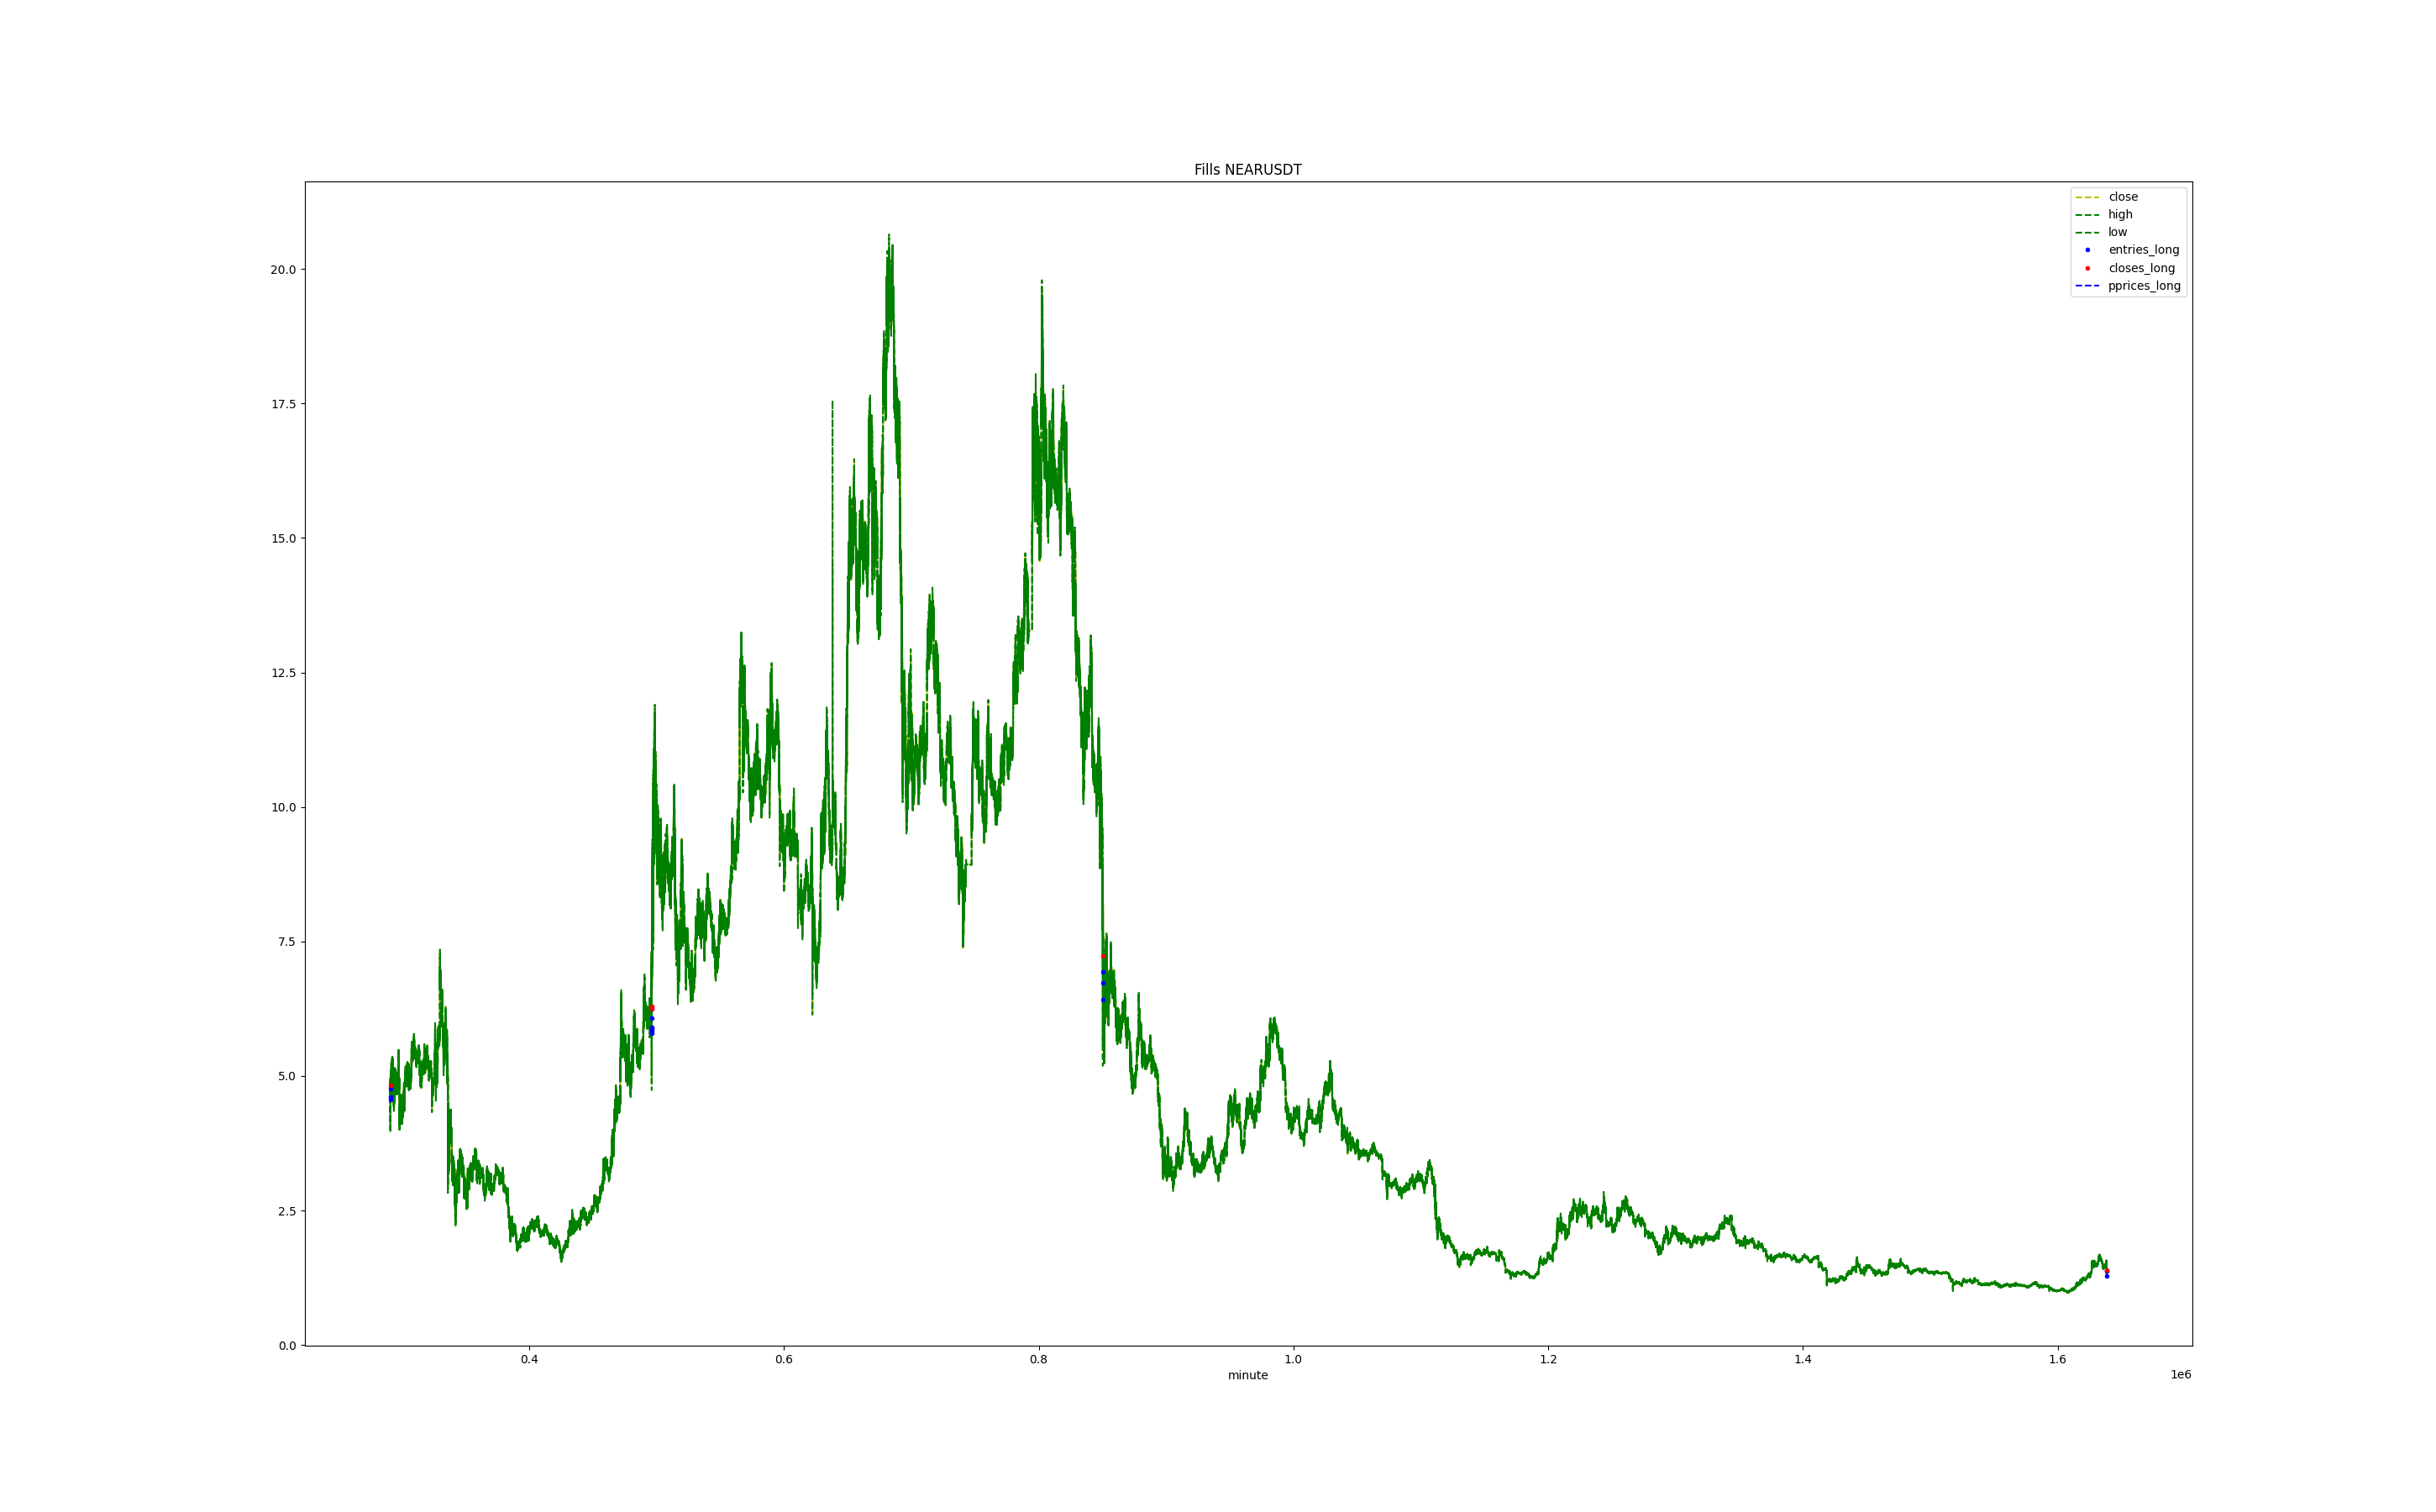 Fills NEARUSDT
close
high
low
entries_long
closes_long
pprices_long
20.0
17.5
15.0
12.5
10.0
7.5
5.0
2.5
0.0
0.4 0.6 0.8 1.0 1.2 1.4 1.6
minute
1e6